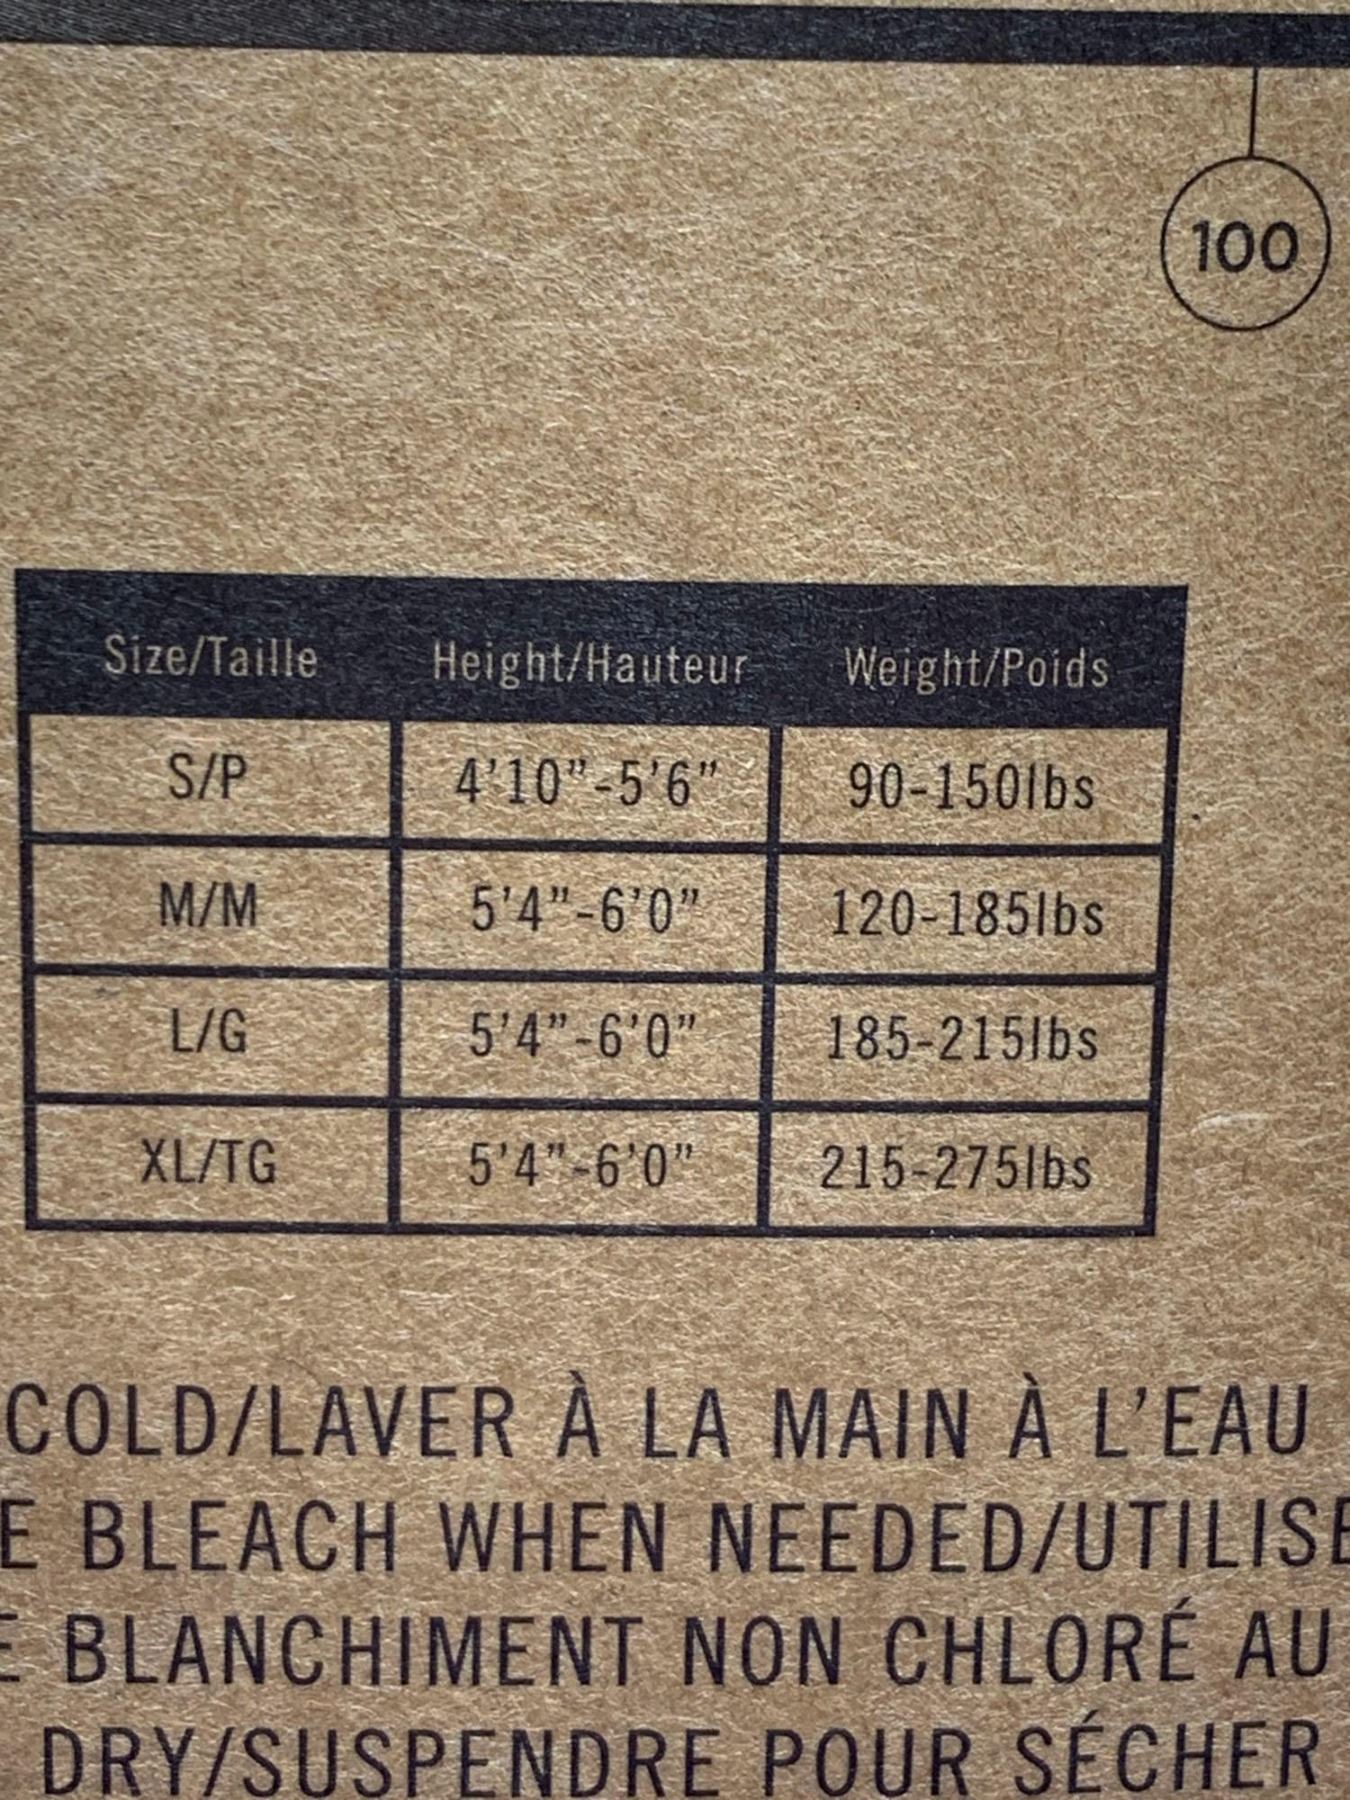 100
Size/Taille Height/Hauteur Weight/Poids
S/P 4'10"-5'6" 90-150lbs
M/M 5'4"-6'0" 120-185lbs
L/G 5'4"-6'0" 185-215lbs
XL/TG 5'4"-6'0" 215-275lbs
COLD/LAVER À LA MAIN À L'EAU
E BLEACH WHEN NEEDED/UTILISE
E BLANCHIMENT NON CHLORÉ AU
DRY/SUSPENDRE POUR SÉCHER